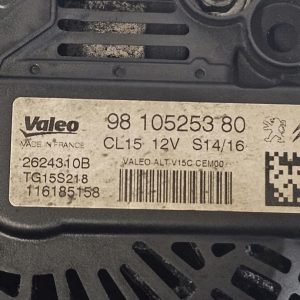 Valeo 98 105253 80
MADE IN FRANCE CL15 12V S14/16
2624310B VALEO-ALT-V15C CEM00
TG15S218
116185158